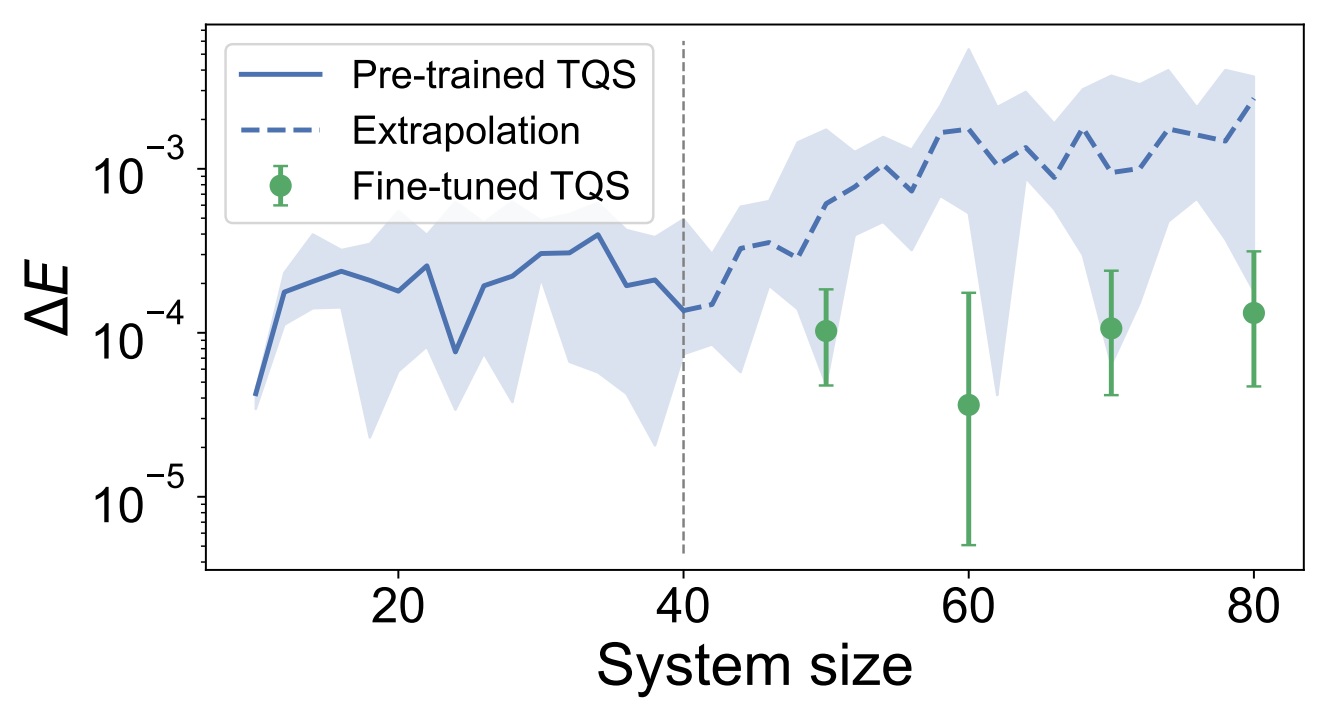 Pre-trained TQS
Extrapolation
Fine-tuned TQS
10⁻³
10⁻⁴
10⁻⁵
ΔE
20 40 60 80
System size